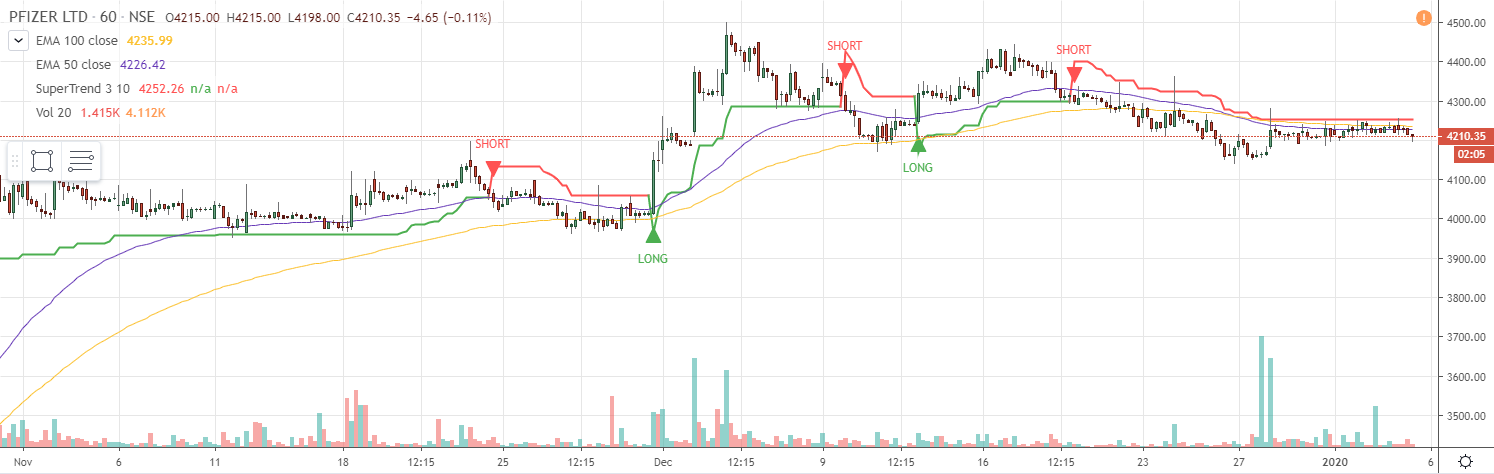 PFIZER LTD · 60 · NSE O4215.00 H4215.00 L4198.00 C4210.35 −4.65 (−0.11%)
EMA 100 close 4235.99
EMA 50 close 4226.42
SuperTrend 3 10 4252.26 n/a n/a
Vol 20 1.415K 4.112K
SHORT
SHORT
SHORT
LONG
LONG
4500.00
4400.00
4300.00
4210.35
02:05
4100.00
4000.00
3900.00
3800.00
3700.00
3600.00
3500.00
Nov 6 11 18 12:15 25 12:15 Dec 12:15 9 12:15 16 12:15 23 27 2020 6